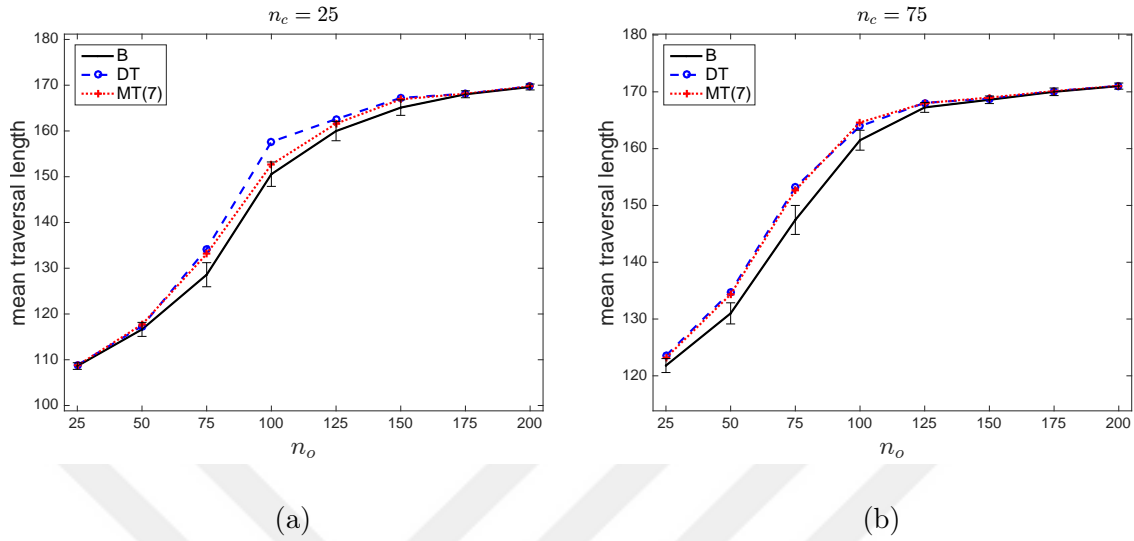 n_c = 25
180
170
160
150
140
130
120
110
100
mean traversal length
B
DT
MT(7)
25 50 75 100 125 150 175 200
n_o
(a)
n_c = 75
180
170
160
150
140
130
120
mean traversal length
B
DT
MT(7)
25 50 75 100 125 150 175 200
n_o
(b)